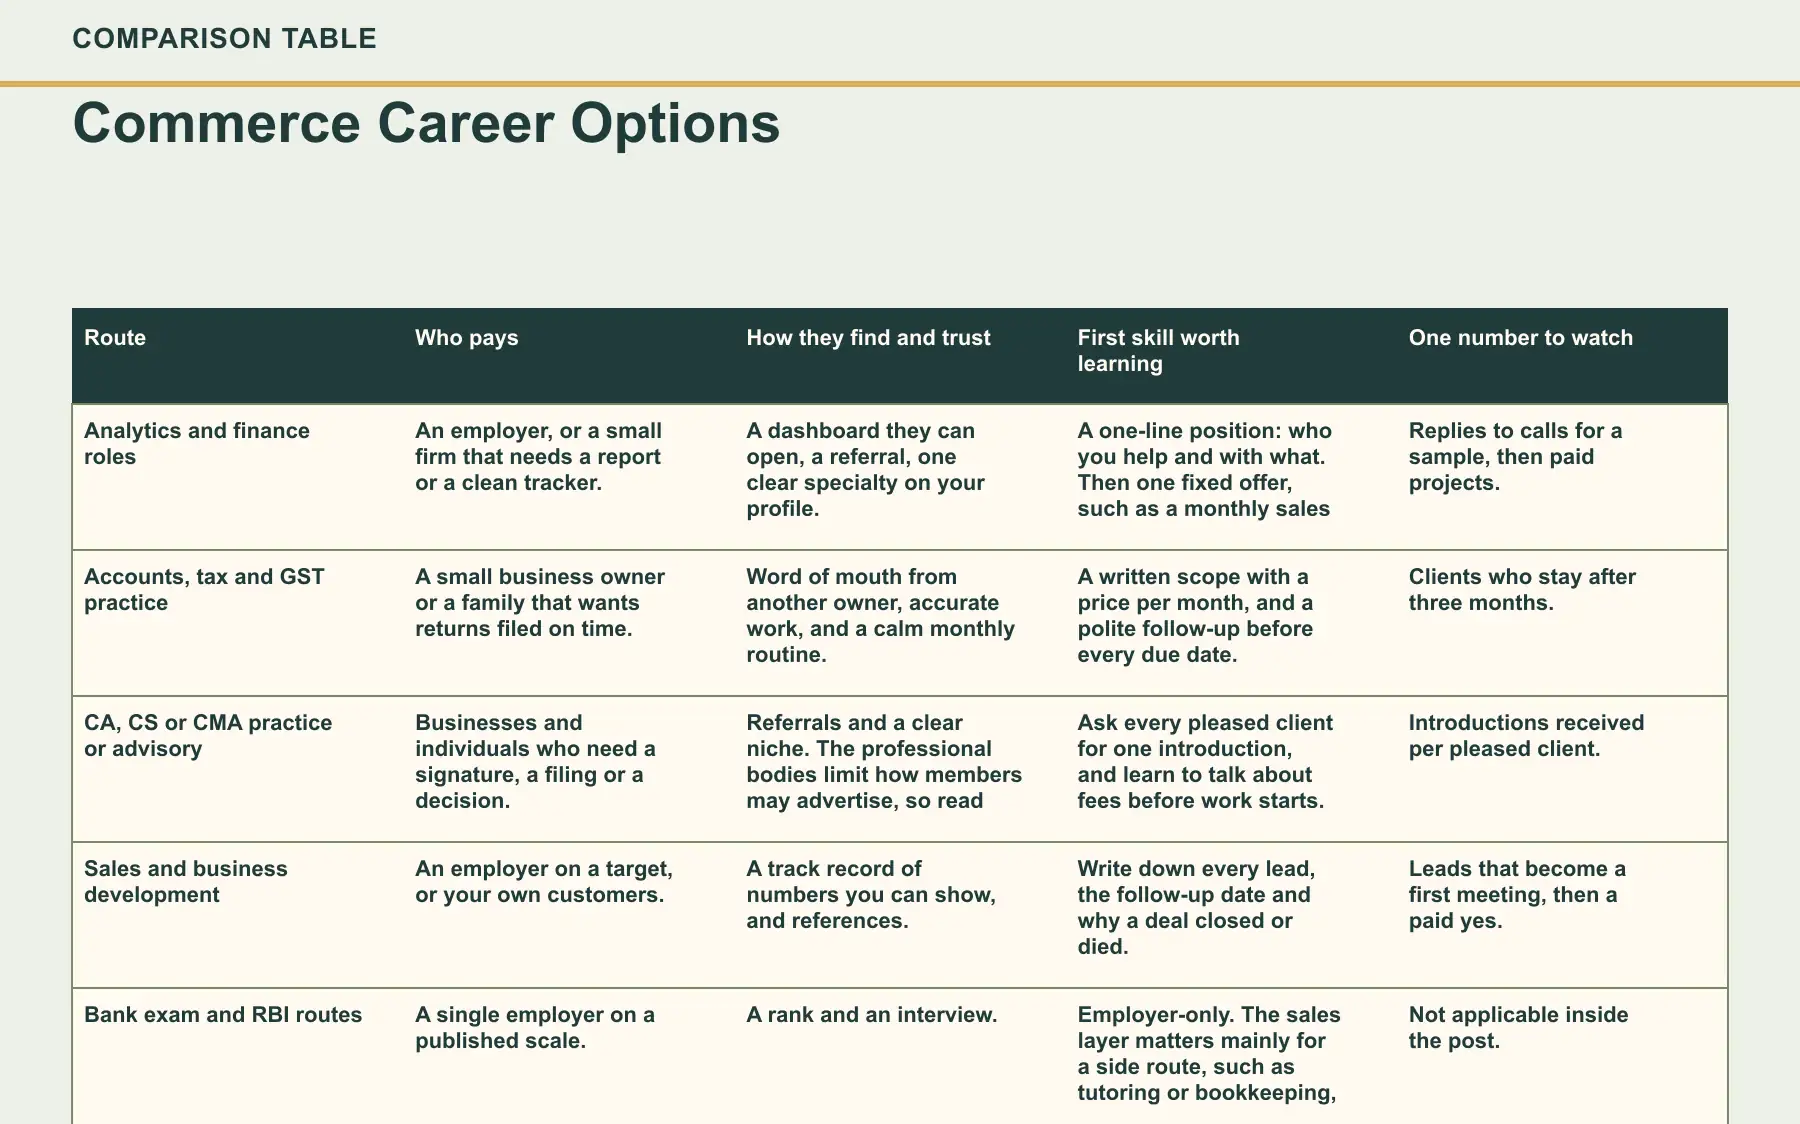 COMPARISON TABLE
Commerce Career Options
Route
Who pays
How they find and trust
First skill worth
learning
One number to watch
Analytics and finance
roles
An employer, or a small
firm that needs a report
or a clean tracker.
A dashboard they can
open, a referral, one
clear specialty on your
profile.
A one-line position: who
you help and with what.
Then one fixed offer,
such as a monthly sales
Replies to calls for a
sample, then paid
projects.
Accounts, tax and GST
practice
A small business owner
or a family that wants
returns filed on time.
Word of mouth from
another owner, accurate
work, and a calm monthly
routine.
A written scope with a
price per month, and a
polite follow-up before
every due date.
Clients who stay after
three months.
CA, CS or CMA practice
or advisory
Businesses and
individuals who need a
signature, a filing or a
decision.
Referrals and a clear
niche. The professional
bodies limit how members
may advertise, so read
Ask every pleased client
for one introduction,
and learn to talk about
fees before work starts.
Introductions received
per pleased client.
Sales and business
development
An employer on a target,
or your own customers.
A track record of
numbers you can show,
and references.
Write down every lead,
the follow-up date and
why a deal closed or
died.
Leads that become a
first meeting, then a
paid yes.
Bank exam and RBI routes
A single employer on a
published scale.
A rank and an interview.
Employer-only. The sales
layer matters mainly for
a side route, such as
tutoring or bookkeeping,
Not applicable inside
the post.